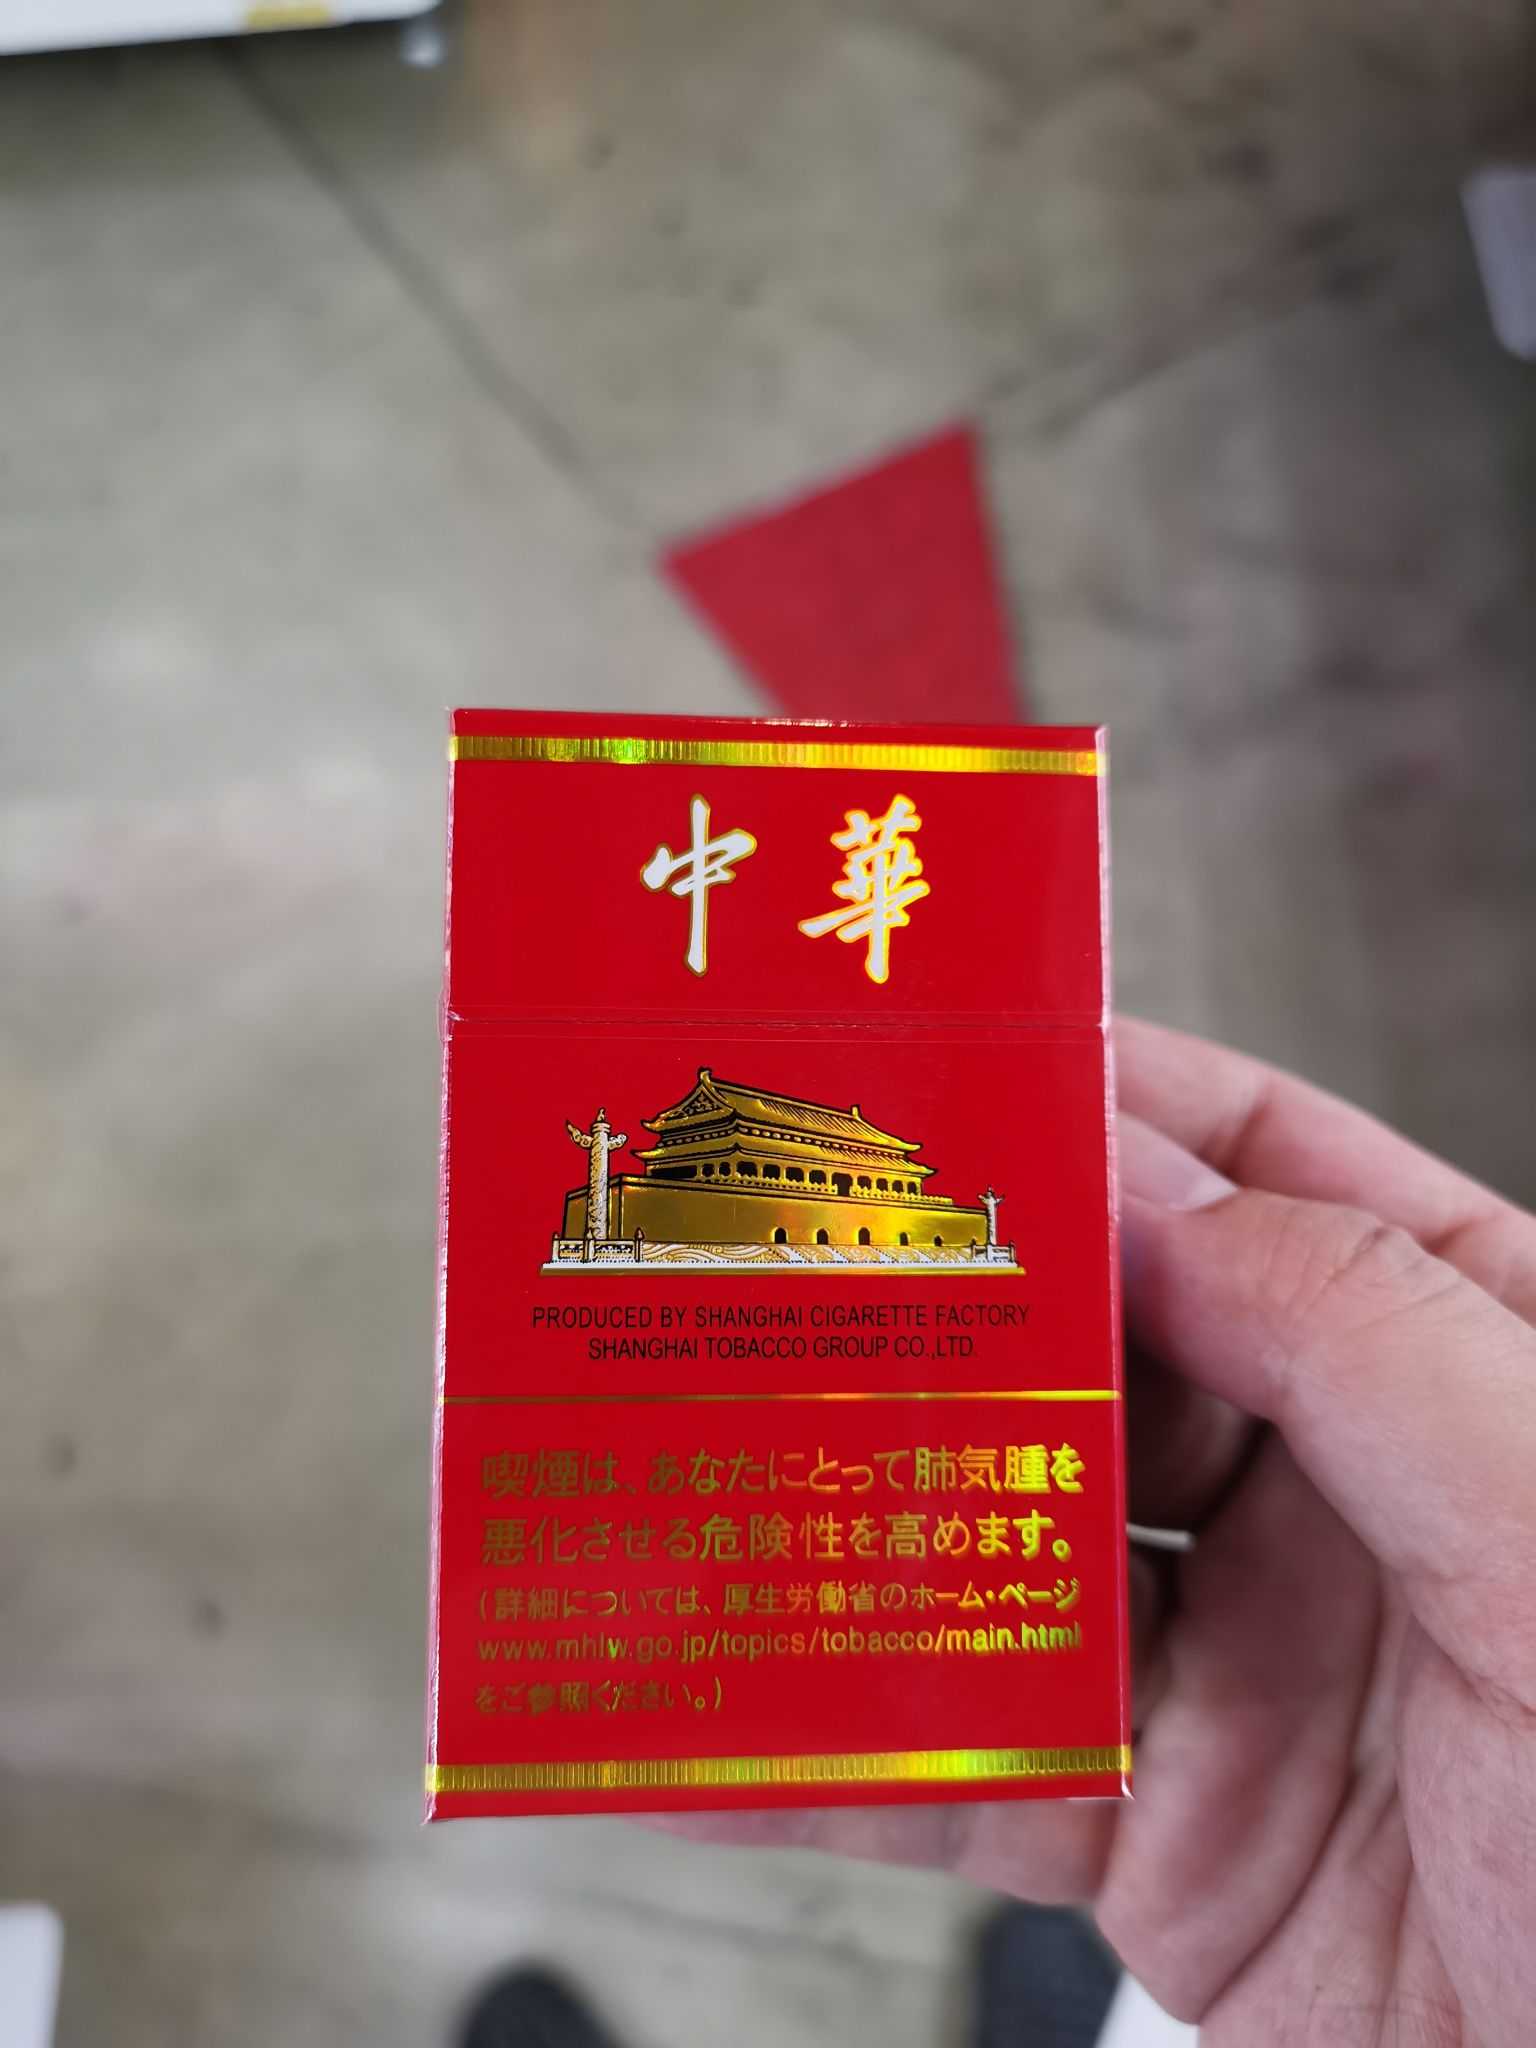 中華
PRODUCED BY SHANGHAI CIGARETTE FACTORY
SHANGHAI TOBACCO GROUP CO.,LTD.
喫煙は、あなたにとって肺気腫を
悪化させる危険性を高めます。
(詳細については、厚生労働省のホーム・ページ
www.mhlw.go.jp/topics/tobacco/main.html
をご参照ください。)